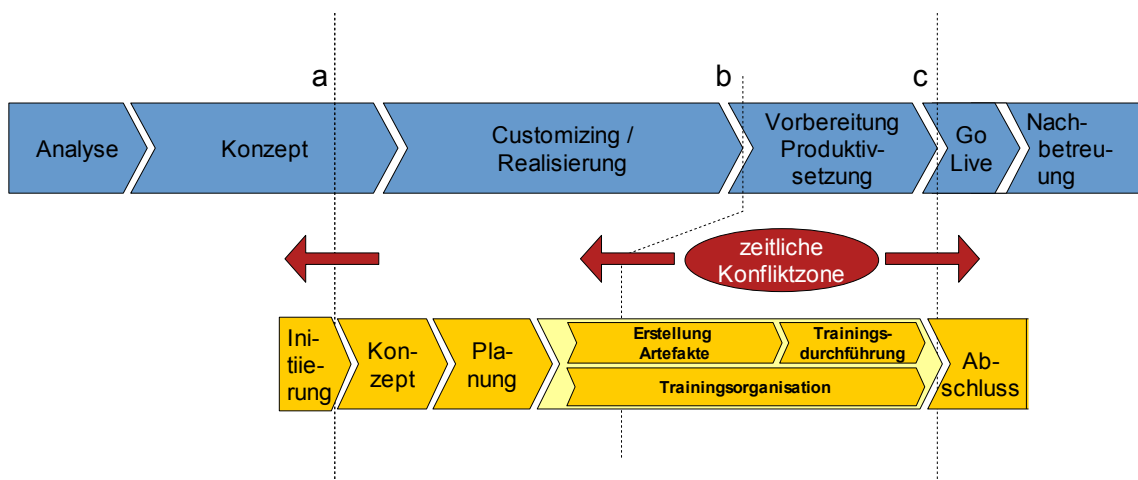 a
b
c
Analyse
Konzept
Customizing /
Realisierung
Vorbereitung
Produktiv-
setzung
Go
Live
Nach-
betreu-
ung
zeitliche
Konfliktzone
Ini-
tiie-
rung
Kon-
zept
Pla-
nung
Erstellung
Artefakte
Trainings-
durchführung
Trainingsorganisation
Ab-
schluss